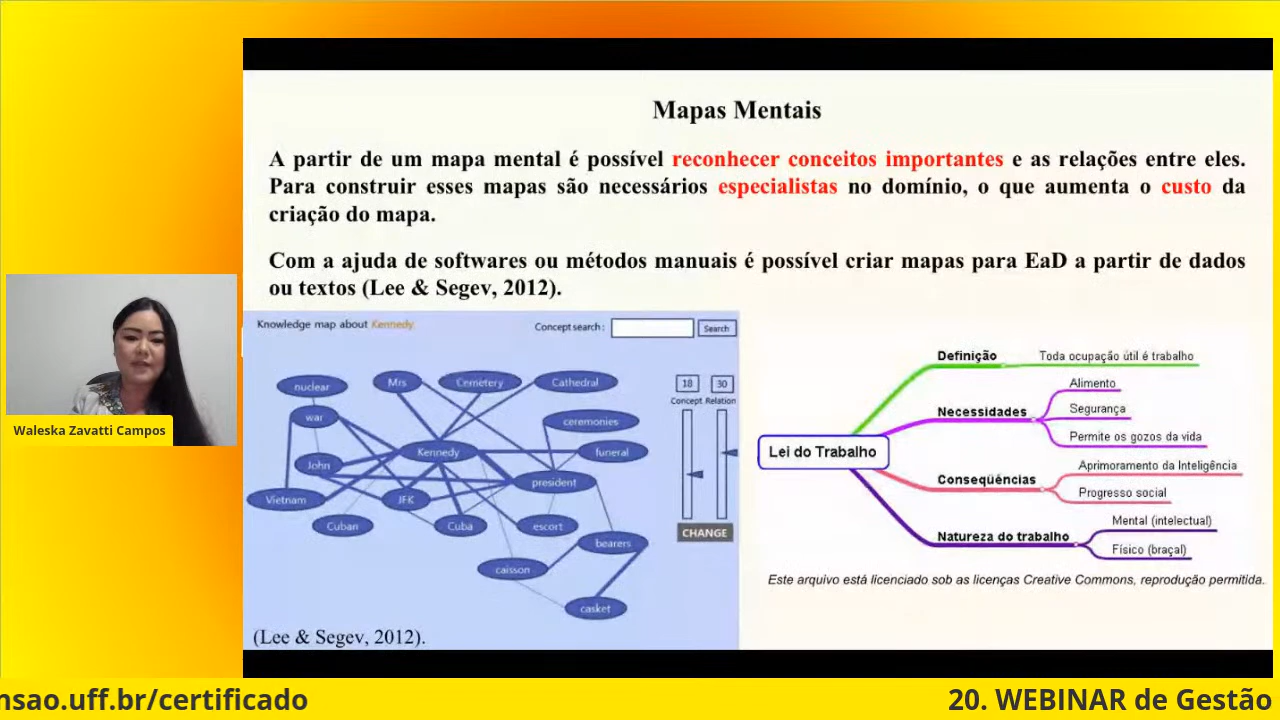 Mapas Mentais
A partir de um mapa mental é possível reconhecer conceitos importantes e as relações entre eles.
Para construir esses mapas são necessários especialistas no domínio, o que aumenta o custo da
criação do mapa.
Com a ajuda de softwares ou métodos manuais é possível criar mapas para EaD a partir de dados
ou textos (Lee & Segev, 2012).
Knowledge map about Kennedy.
Concept search :
Search
nuclear
Mrs
Cemetery
Cathedral
18
30
Concept Relation
war
ceremonies
Kennedy
funeral
John
president
Vietnam
JFK
Cuban
Cuba
escort
CHANGE
bearers
caisson
casket
(Lee & Segev, 2012).
Definição
Toda ocupação útil é trabalho
Alimento
Necessidades
Segurança
Permite os gozos da vida
Lei do Trabalho
Aprimoramento da Inteligência
Conseqüências
Progresso social
Mental (intelectual)
Natureza do trabalho
Físico (braçal)
Este arquivo está licenciado sob as licenças Creative Commons, reprodução permitida.
Waleska Zavatti Campos
nsao.uff.br/certificado
20. WEBINAR de Gestão